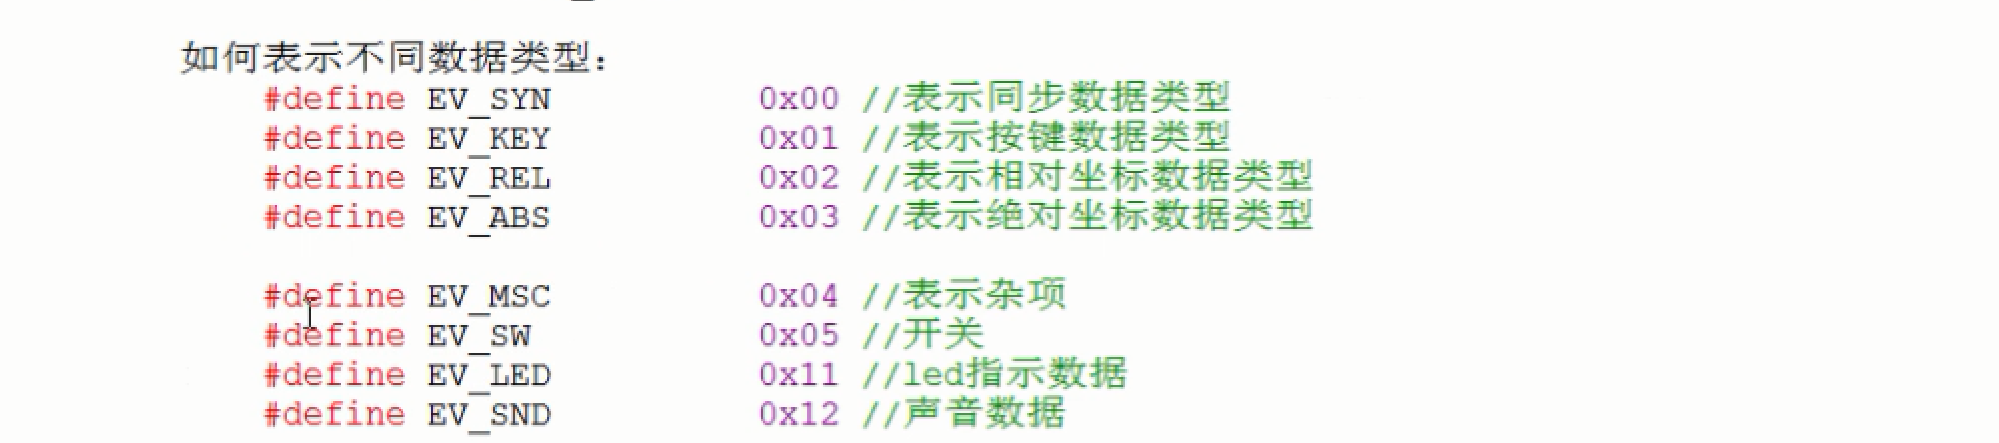 如何表示不同数据类型：
#define EV_SYN 0x00 //表示同步数据类型
#define EV_KEY 0x01 //表示按键数据类型
#define EV_REL 0x02 //表示相对坐标数据类型
#define EV_ABS 0x03 //表示绝对坐标数据类型
#define EV_MSC 0x04 //表示杂项
#define EV_SW 0x05 //开关
#define EV_LED 0x11 //led指示数据
#define EV_SND 0x12 //声音数据